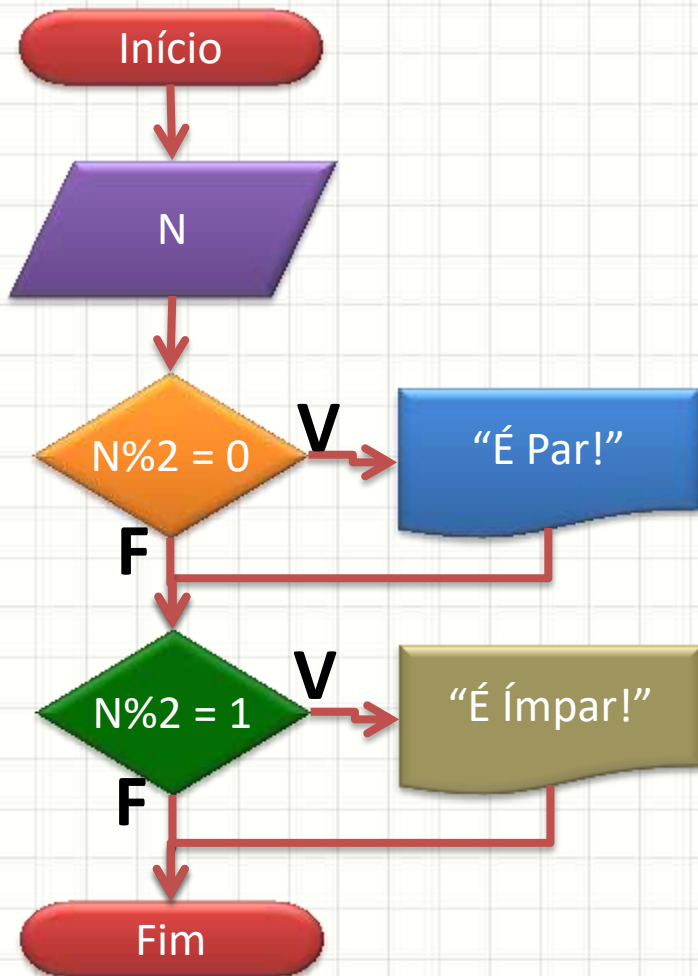 Início
N
N%2 = 0
V
“É Par!”
F
N%2 = 1
V
“É Ímpar!”
F
Fim